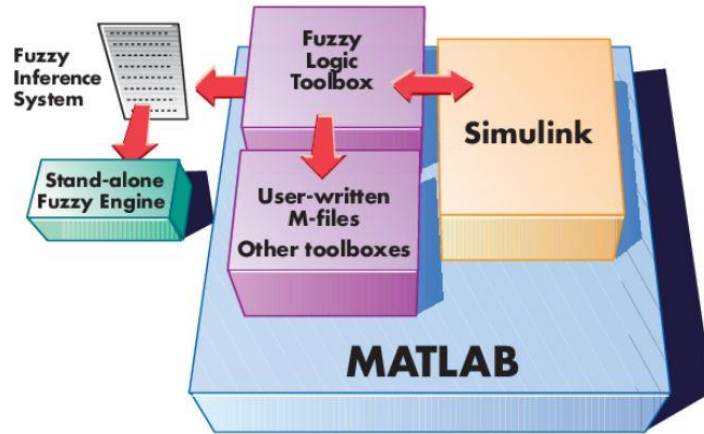 Fuzzy
Inference
System
Fuzzy
Logic
Toolbox
Simulink
Stand-alone
Fuzzy Engine
User-written
M-files
Other toolboxes
MATLAB